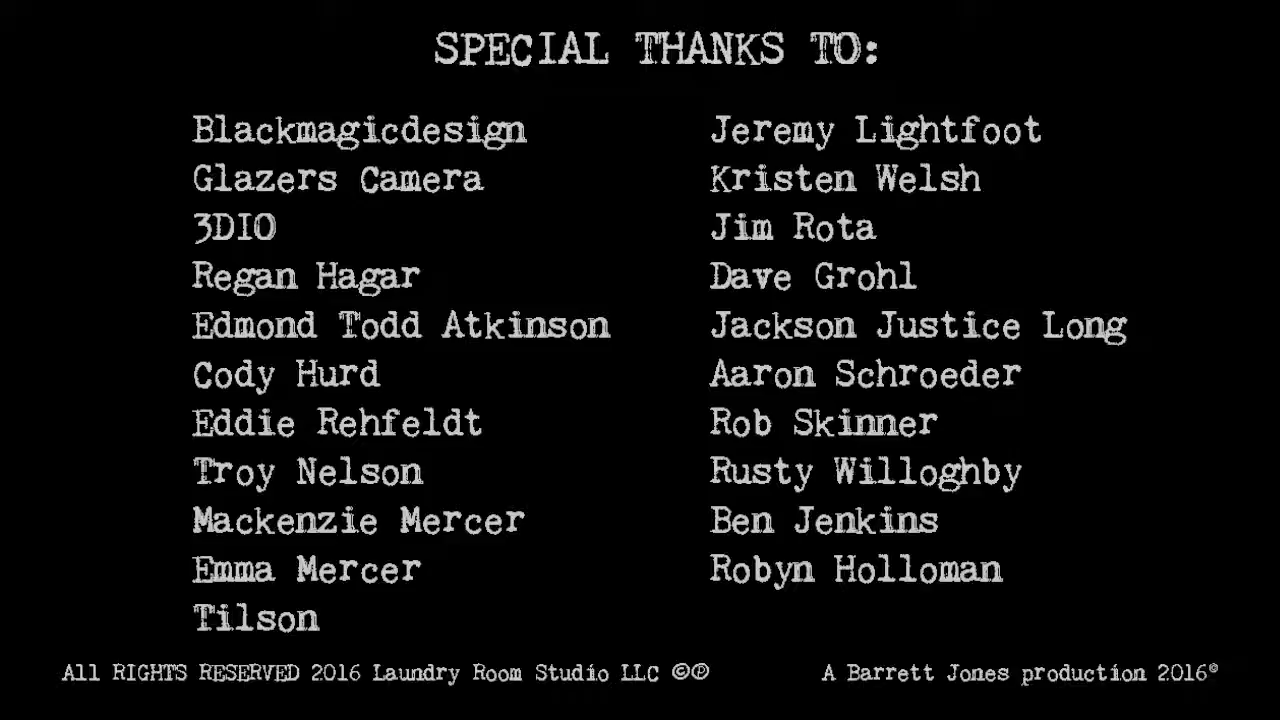 SPECIAL THANKS TO:
Blackmagicdesign
Glazers Camera
3DIO
Regan Hagar
Edmond Todd Atkinson
Cody Hurd
Eddie Rehfeldt
Troy Nelson
Mackenzie Mercer
Emma Mercer
Tilson
Jeremy Lightfoot
Kristen Welsh
Jim Rota
Dave Grohl
Jackson Justice Long
Aaron Schroeder
Rob Skinner
Rusty Willoghby
Ben Jenkins
Robyn Holloman
All RIGHTS RESERVED 2016 Laundry Room Studio LLC ©℗
A Barrett Jones production 2016©